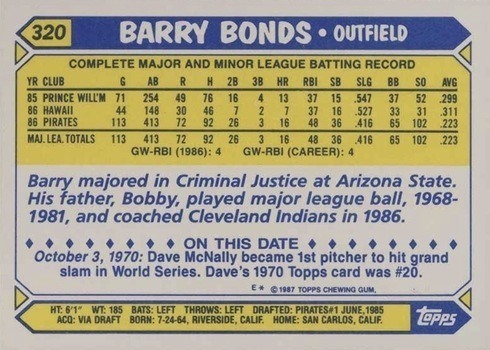 320 BARRY BONDS • OUTFIELD
COMPLETE MAJOR AND MINOR LEAGUE BATTING RECORD
YR CLUB G AB R H 2B 3B HR RBI SB SLG BB SO AVG
85 PRINCE WILL'M 71 254 49 76 16 4 13 37 15 .547 37 52 .299
86 HAWAII 44 148 30 46 7 2 7 37 16 .527 33 31 .311
86 PIRATES 113 413 72 92 26 3 16 48 36 .416 65 102 .223
MAJ. LEA. TOTALS 113 413 72 92 26 3 16 48 36 .416 65 102 .223
GW-RBI (1986): 4 GW-RBI (CAREER): 4
Barry majored in Criminal Justice at Arizona State.
His father, Bobby, played major league ball, 1968-
1981, and coached Cleveland Indians in 1986.
ON THIS DATE
October 3, 1970: Dave McNally became 1st pitcher to hit grand
slam in World Series. Dave's 1970 Topps card was #20.
E* ©1987 TOPPS CHEWING GUM,
HT: 6'1" WT: 185 BATS: LEFT THROWS: LEFT DRAFTED: PIRATES#1 JUNE,1985
ACQ: VIA DRAFT BORN: 7-24-64, RIVERSIDE, CALIF. HOME: SAN CARLOS, CALIF.
Topps